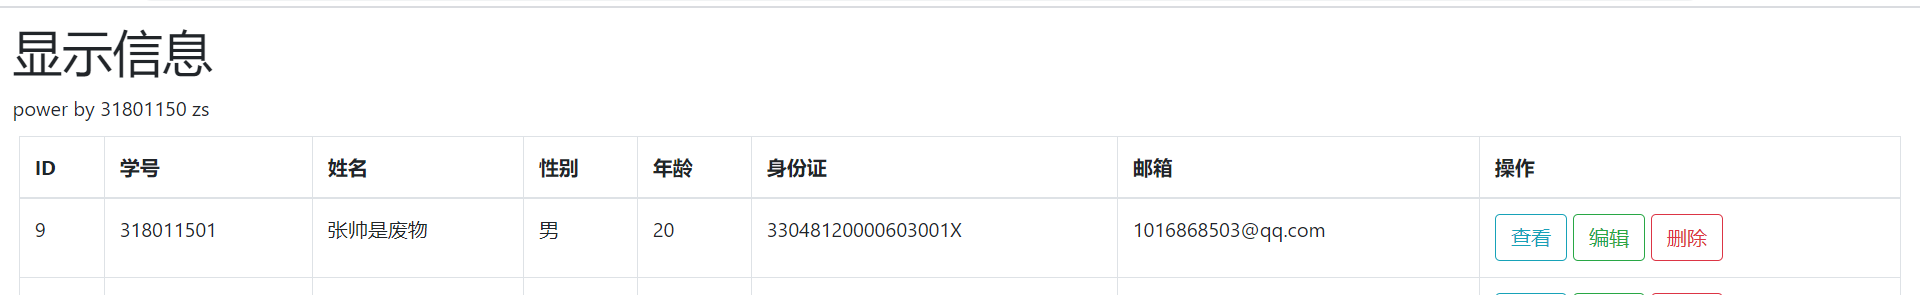 显示信息
power by 31801150 zs
ID 学号 姓名 性别 年龄 身份证 邮箱 操作
9 318011501 张帅是废物 男 20 33048120000603001X 1016868503@qq.com 查看 编辑 删除